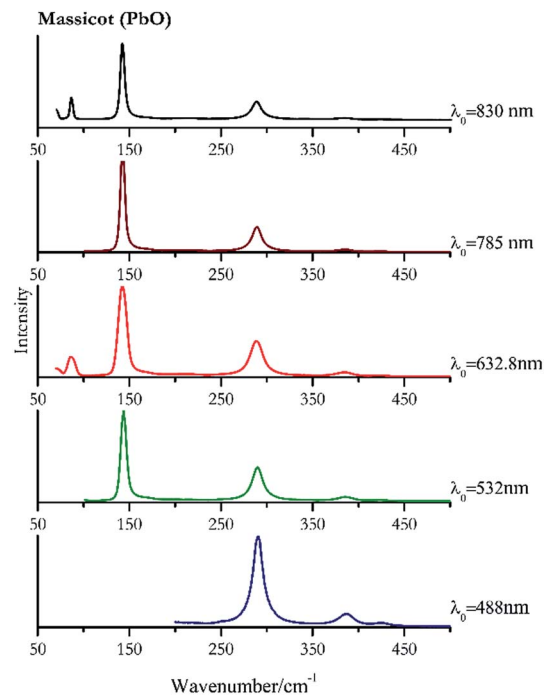 Massicot (PbO)
50 150 250 350 450
λ₀=830 nm
50 150 250 350 450
λ₀=785 nm
Intensity
50 150 250 350 450
λ₀=632.8nm
50 150 250 350 450
λ₀=532nm
50 150 250 350 450
λ₀=488nm
Wavenumber/cm⁻¹